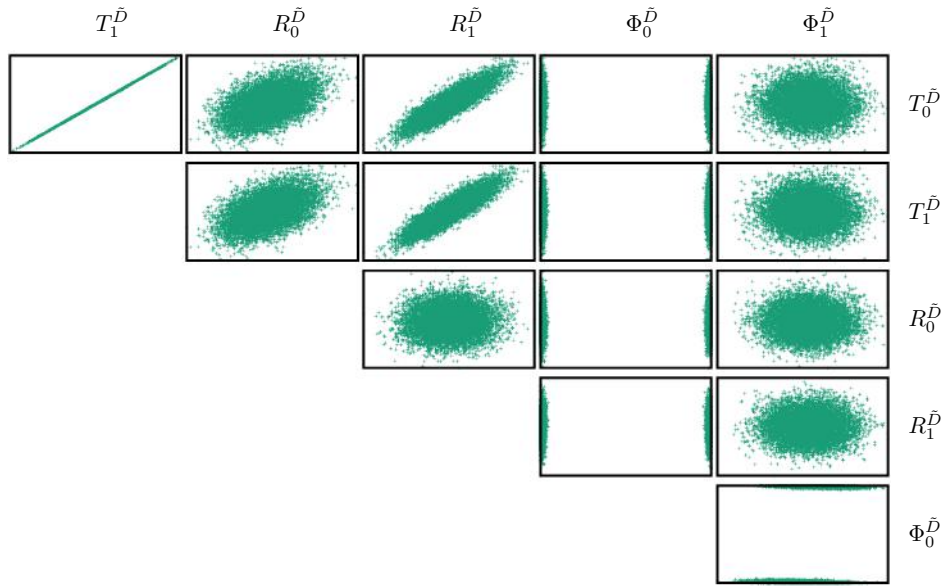 $T_1^{\tilde{D}}$ $R_0^{\tilde{D}}$ $R_1^{\tilde{D}}$ $\Phi_0^{\tilde{D}}$ $\Phi_1^{\tilde{D}}$
$T_0^{\tilde{D}}$
$T_1^{\tilde{D}}$
$R_0^{\tilde{D}}$
$R_1^{\tilde{D}}$
$\Phi_0^{\tilde{D}}$